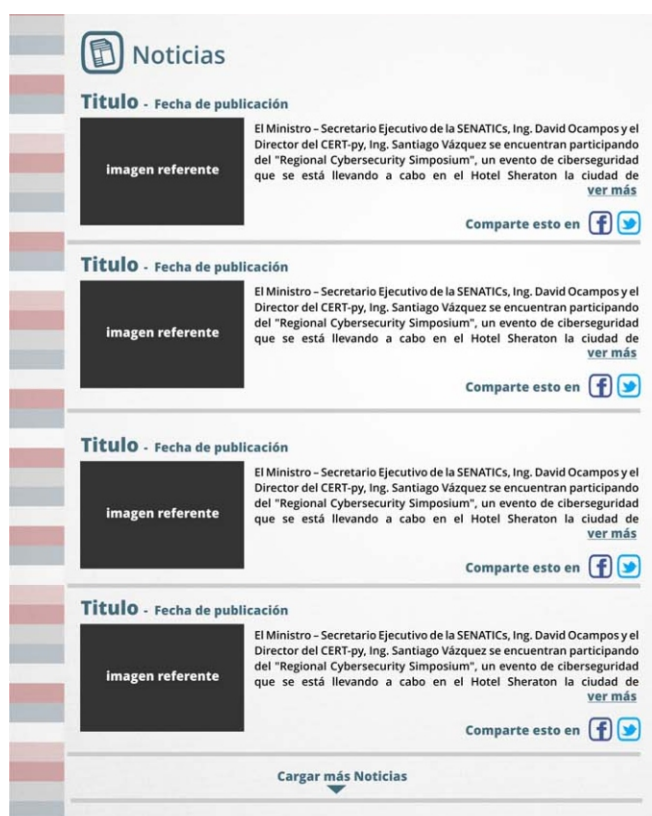 Noticias
Titulo - Fecha de publicación
imagen referente
El Ministro – Secretario Ejecutivo de la SENATICs, Ing. David Ocampos y el
Director del CERT-py, Ing. Santiago Vázquez se encuentran participando
del "Regional Cybersecurity Simposium", un evento de ciberseguridad
que se está llevando a cabo en el Hotel Sheraton la ciudad de
ver más
Comparte esto en
Titulo - Fecha de publicación
imagen referente
El Ministro – Secretario Ejecutivo de la SENATICs, Ing. David Ocampos y el
Director del CERT-py, Ing. Santiago Vázquez se encuentran participando
del "Regional Cybersecurity Simposium", un evento de ciberseguridad
que se está llevando a cabo en el Hotel Sheraton la ciudad de
ver más
Comparte esto en
Titulo - Fecha de publicación
imagen referente
El Ministro – Secretario Ejecutivo de la SENATICs, Ing. David Ocampos y el
Director del CERT-py, Ing. Santiago Vázquez se encuentran participando
del "Regional Cybersecurity Simposium", un evento de ciberseguridad
que se está llevando a cabo en el Hotel Sheraton la ciudad de
ver más
Comparte esto en
Titulo - Fecha de publicación
imagen referente
El Ministro – Secretario Ejecutivo de la SENATICs, Ing. David Ocampos y el
Director del CERT-py, Ing. Santiago Vázquez se encuentran participando
del "Regional Cybersecurity Simposium", un evento de ciberseguridad
que se está llevando a cabo en el Hotel Sheraton la ciudad de
ver más
Comparte esto en
Cargar más Noticias